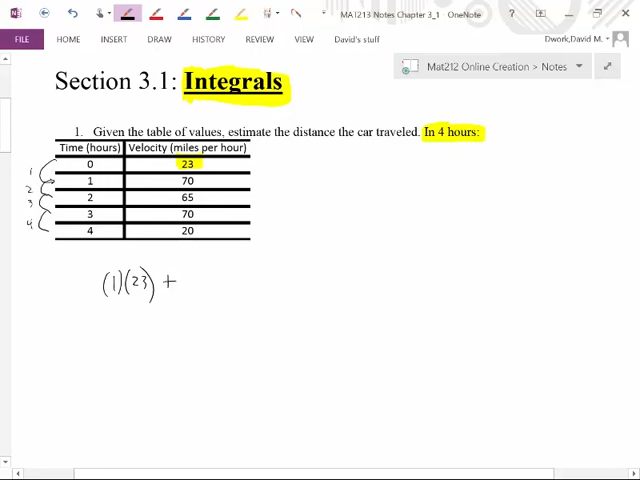 MAT213 Notes Chapter 3_1 - OneNote
FILE HOME INSERT DRAW HISTORY REVIEW VIEW David's stuff Dwork,David M.
Mat212 Online Creation > Notes
Section 3.1: Integrals
1. Given the table of values, estimate the distance the car traveled. In 4 hours:
Time (hours) Velocity (miles per hour)
0 23
1 70
2 65
3 70
4 20
1
2
3
4
(1)(23) +